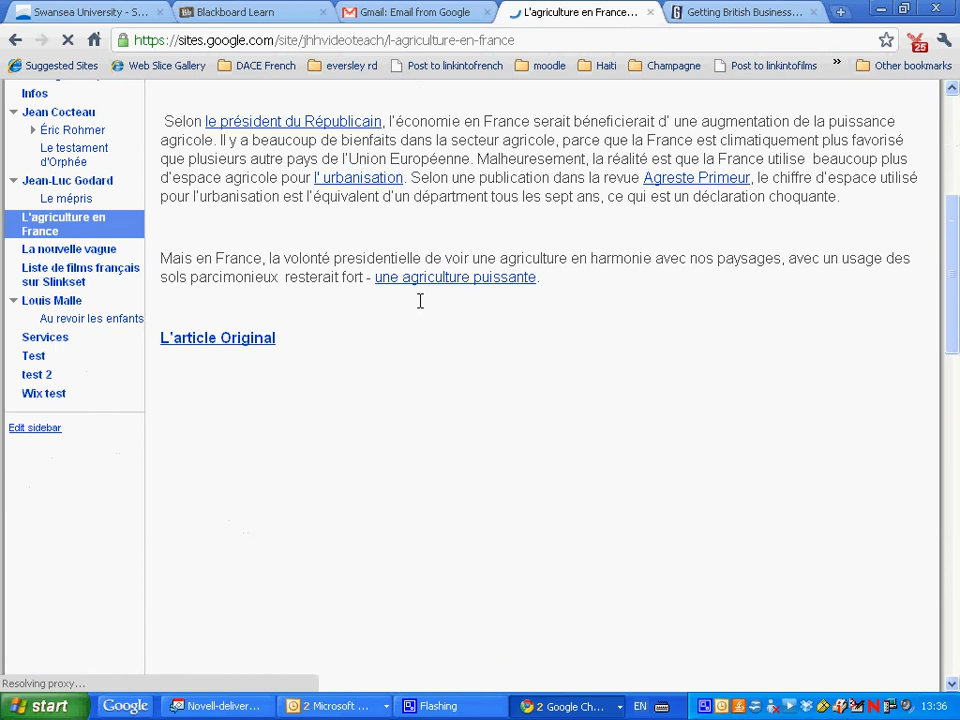 Swansea University - S...
Blackboard Learn
Gmail: Email from Google
L'agriculture en France...
Getting British Business...
https://sites.google.com/site/jhhvideoteach/l-agriculture-en-france
25
Suggested Sites
Web Slice Gallery
DACE French
eversley rd
Post to linkintofrench
moodle
Haiti
Champagne
Post to linkintofilms
»
Other bookmarks
Infos
Jean Cocteau
Éric Rohmer
Le testament
d'Orphée
Jean-Luc Godard
Le mépris
L'agriculture en
France
La nouvelle vague
Liste de films français
sur Slinkset
Louis Malle
Au revoir les enfants
Services
Test
test 2
Wix test
Edit sidebar
Selon le président du Républicain, l'économie en France serait béneficierait d' une augmentation de la puissance
agricole. Il y a beaucoup de bienfaits dans la secteur agricole, parce que la France est climatiquement plus favorisé
que plusieurs autre pays de l'Union Européenne. Malheuresement, la réalité est que la France utilise beaucoup plus
d'espace agricole pour l' urbanisation. Selon une publication dans la revue Agreste Primeur, le chiffre d'espace utilisé
pour l'urbanisation est l'équivalent d'un département tous les sept ans, ce qui est un déclaration choquante.
Mais en France, la volonté presidentielle de voir une agriculture en harmonie avec nos paysages, avec un usage des
sols parcimonieux resterait fort - une agriculture puissante.
L'article Original
Resolving proxy...
start
Google
Novell-deliver...
2 Microsoft ...
Flashing
2 Google Ch...
EN
13:36